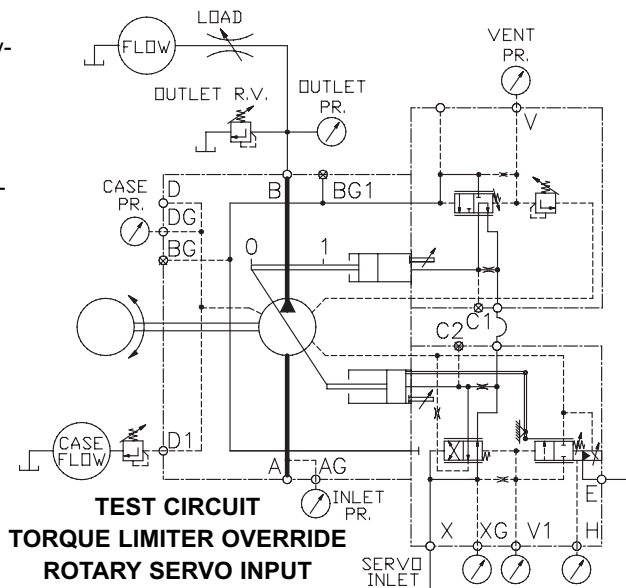 LOAD
FLOW
VENT
PR.
OUTLET R.V.
OUTLET
PR.
V
D
CASE
PR.
DG
BG
B
BG1
0
1
C1
C2
CASE
FLOW
D1
A
AG
INLET
PR.
E
X
XG
V1
H
SERVO
INLET
TEST CIRCUIT
TORQUE LIMITER OVERRIDE
ROTARY SERVO INPUT